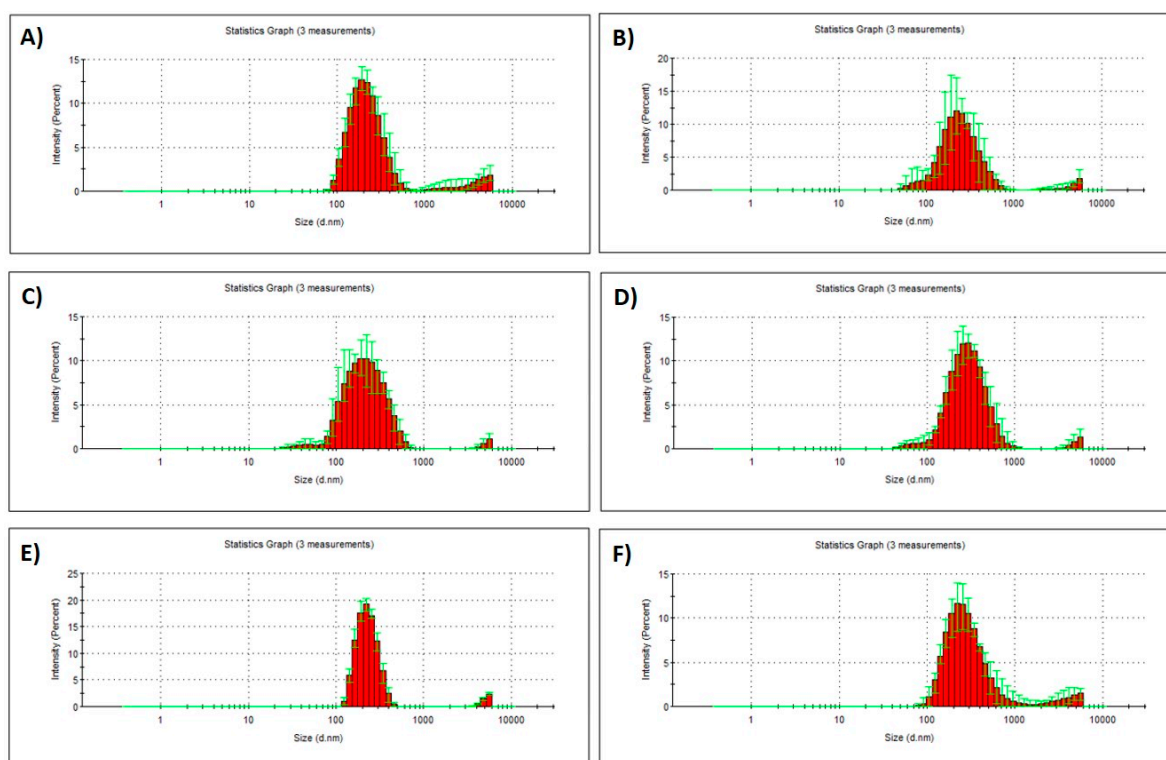 A)
Statistics Graph (3 measurements)
15
10
5
0
Intensity (Percent)
1 10 100 1000 10000
Size (d.nm)
B)
Statistics Graph (3 measurements)
20
15
10
5
0
Intensity (Percent)
1 10 100 1000 10000
Size (d.nm)
C)
Statistics Graph (3 measurements)
15
10
5
0
Intensity (Percent)
1 10 100 1000 10000
Size (d.nm)
D)
Statistics Graph (3 measurements)
15
10
5
0
Intensity (Percent)
1 10 100 1000 10000
Size (d.nm)
E)
Statistics Graph (3 measurements)
25
20
15
10
5
0
Intensity (Percent)
1 10 100 1000 10000
Size (d.nm)
F)
Statistics Graph (3 measurements)
15
10
5
0
Intensity (Percent)
1 10 100 1000 10000
Size (d.nm)